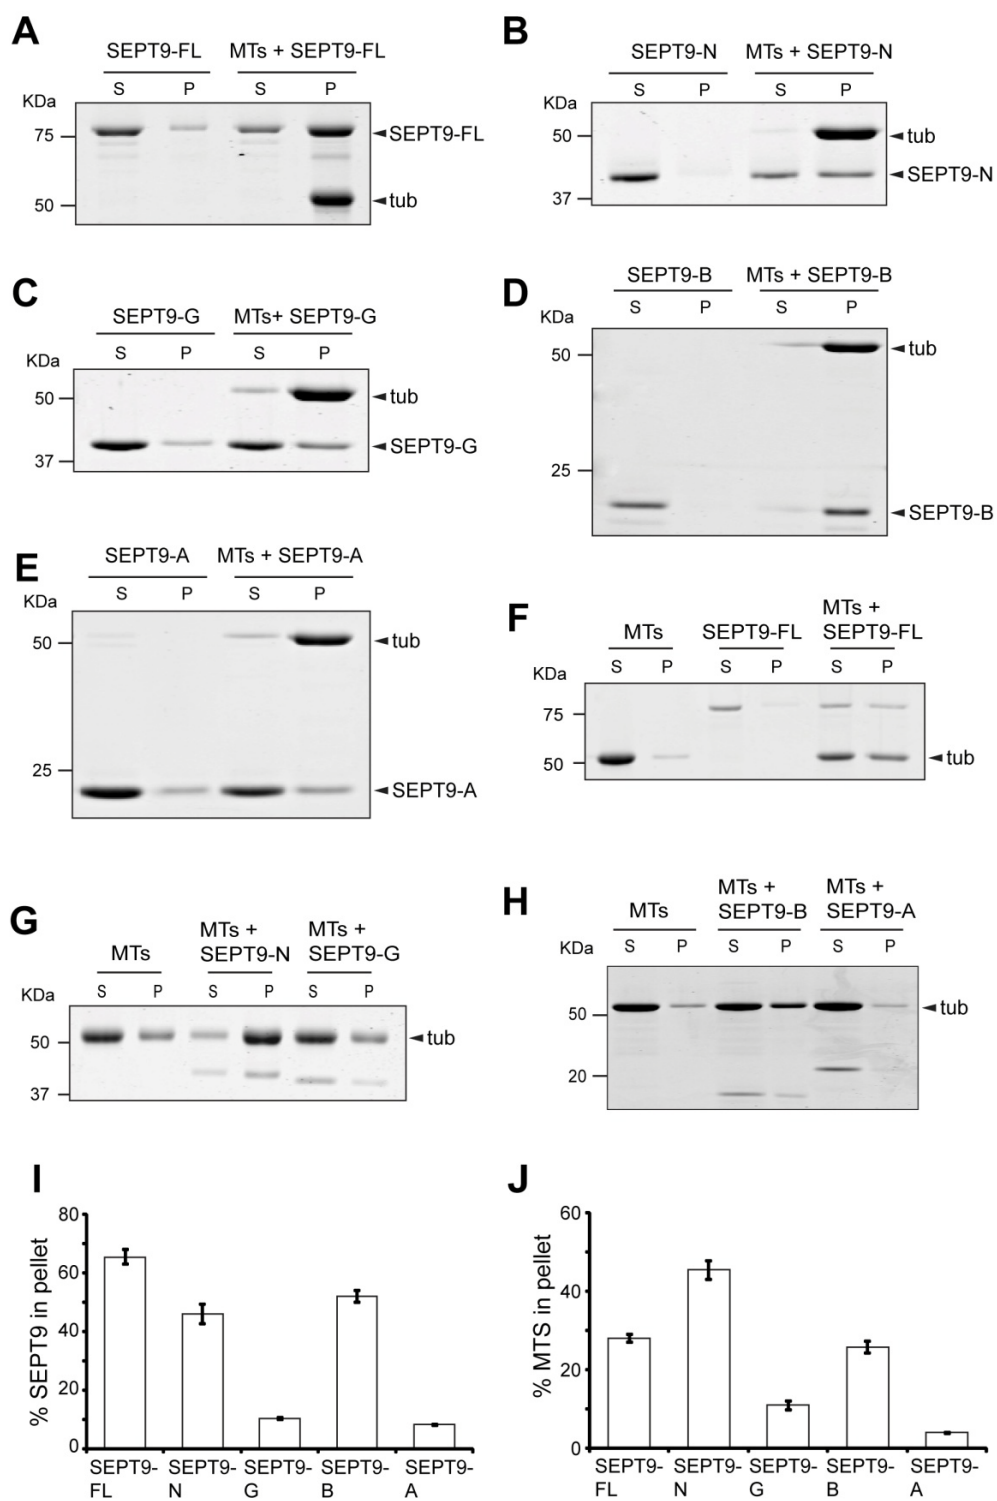 A
SEPT9-FL MTs + SEPT9-FL
S P S P
KDa
75
50
SEPT9-FL
tub
B
SEPT9-N MTs + SEPT9-N
S P S P
KDa
50
37
tub
SEPT9-N
C
SEPT9-G MTs+ SEPT9-G
S P S P
KDa
50
37
tub
SEPT9-G
D
SEPT9-B MTs + SEPT9-B
S P S P
KDa
50
25
tub
SEPT9-B
E
SEPT9-A MTs + SEPT9-A
S P S P
KDa
50
25
tub
SEPT9-A
F
MTs SEPT9-FL MTs +
SEPT9-FL
S P S P S P
KDa
75
50
tub
G
MTs MTs +
SEPT9-N MTs +
SEPT9-G
S P S P S P
KDa
50
37
tub
H
MTs MTs +
SEPT9-B MTs +
SEPT9-A
S P S P S P
KDa
50
20
tub
I
% SEPT9 in pellet
80
60
40
20
0
SEPT9-
FL
SEPT9-
N
SEPT9-
G
SEPT9-
B
SEPT9-
A
J
% MTS in pellet
60
40
20
0
SEPT9-
FL
SEPT9-
N
SEPT9-
G
SEPT9-
B
SEPT9-
A